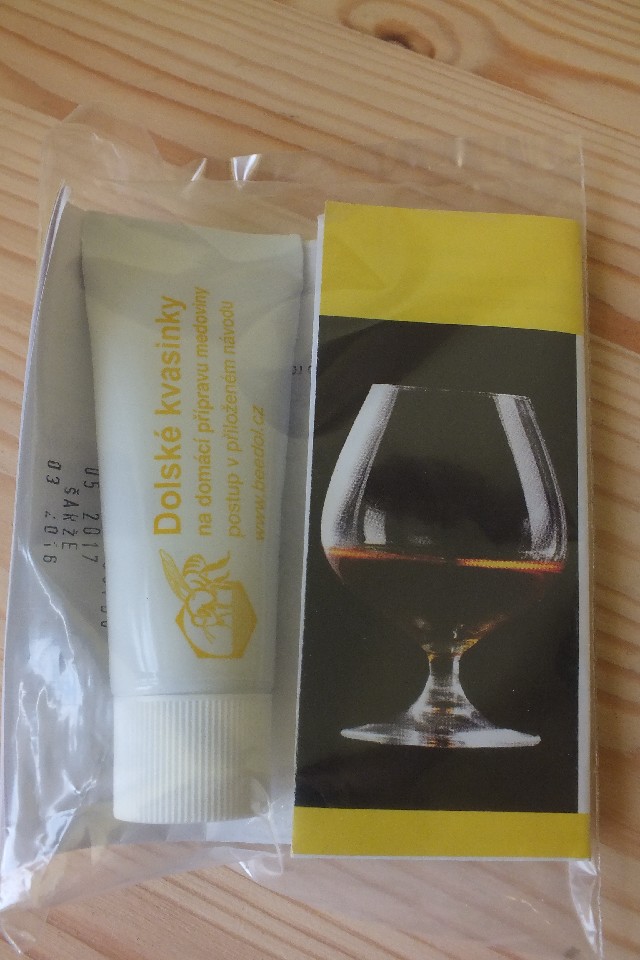 Dolské kvasinky
na domácí přípravu medoviny
postup v přiloženém návodu
www.beedol.cz
05 2017
ŠARŽE
03 2016